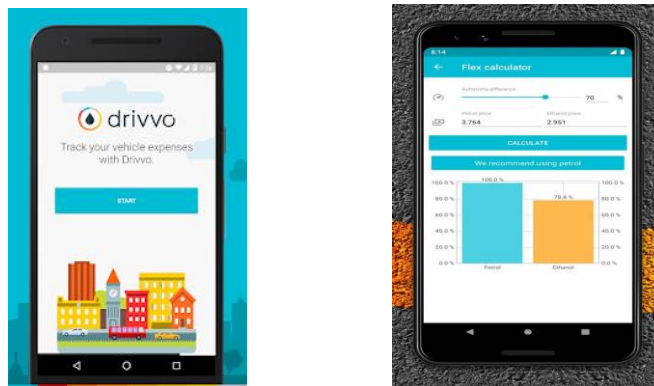 drivvo
Track your vehicle expenses
with Drivvo.
START
8:14
Flex calculator
Autonomy difference
70 %
Petrol price Ethanol price
3.764 2.951
CALCULATE
We recommend using petrol
100.0 % 100.0 % 100.0 %
80.0 % 78.4 % 80.0 %
60.0 % 60.0 %
40.0 % 40.0 %
20.0 % 20.0 %
0.0 % 0.0 %
Petrol Ethanol